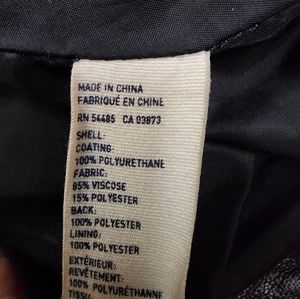 MADE IN CHINA
FABRIQUÉ EN CHINE
RN 54485 CA 03873
SHELL:
COATING:
100% POLYURETHANE
FABRIC:
85% VISCOSE
15% POLYESTER
BACK:
100% POLYESTER
LINING:
100% POLYESTER
EXTÉRIEUR:
REVÊTEMENT:
100% POLYURÉTHANE
TISSU